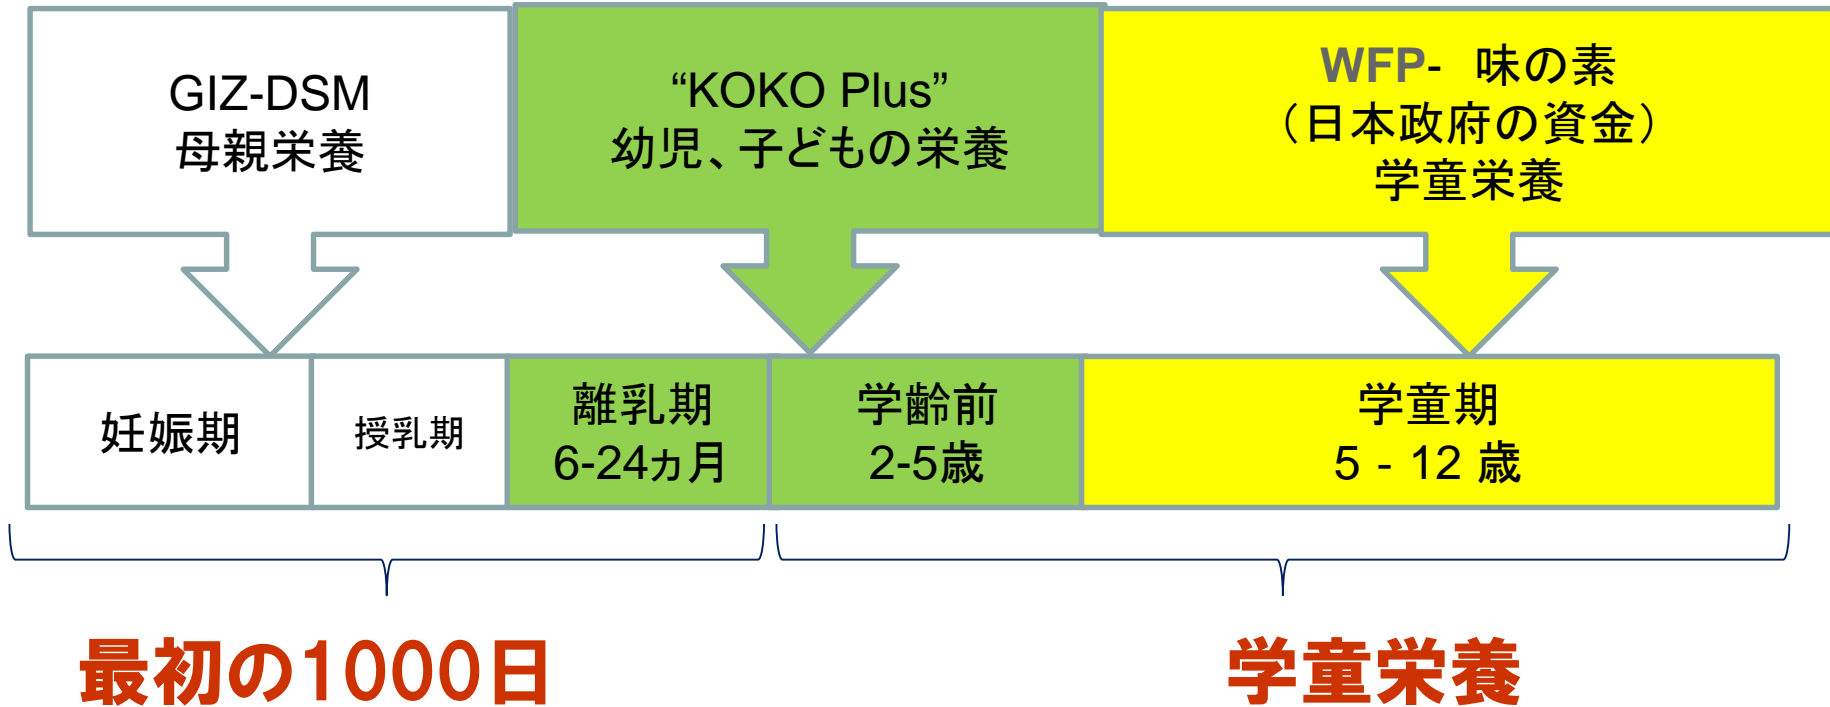 GIZ-DSM
母親栄養
“KOKO Plus”
幼児、子どもの栄養
WFP- 味の素
（日本政府の資金）
学童栄養
妊娠期
授乳期
離乳期
6-24ヵ月
学齢前
2-5歳
学童期
5 - 12 歳
最初の1000日
学童栄養